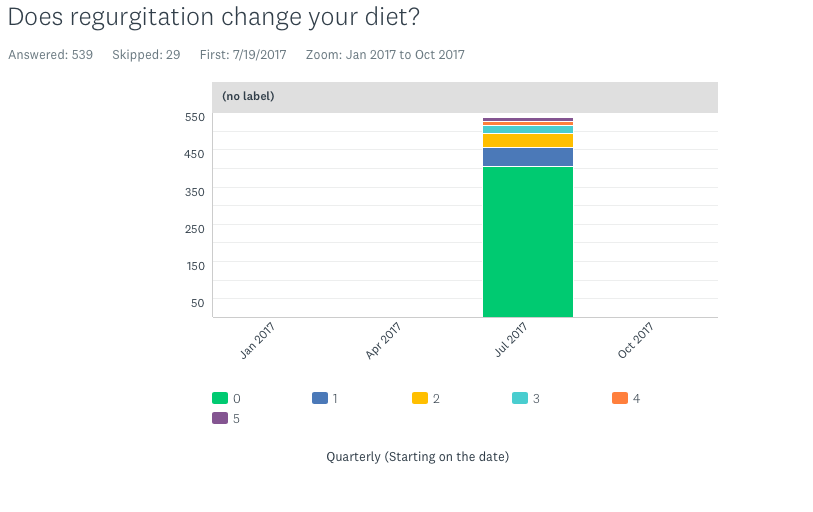 Does regurgitation change your diet?
Answered: 539 Skipped: 29 First: 7/19/2017 Zoom: Jan 2017 to Oct 2017
(no label)
550
450
350
250
150
50
Jan 2017 Apr 2017 Jul 2017 Oct 2017
0 1 2 3 4
5
Quarterly (Starting on the date)